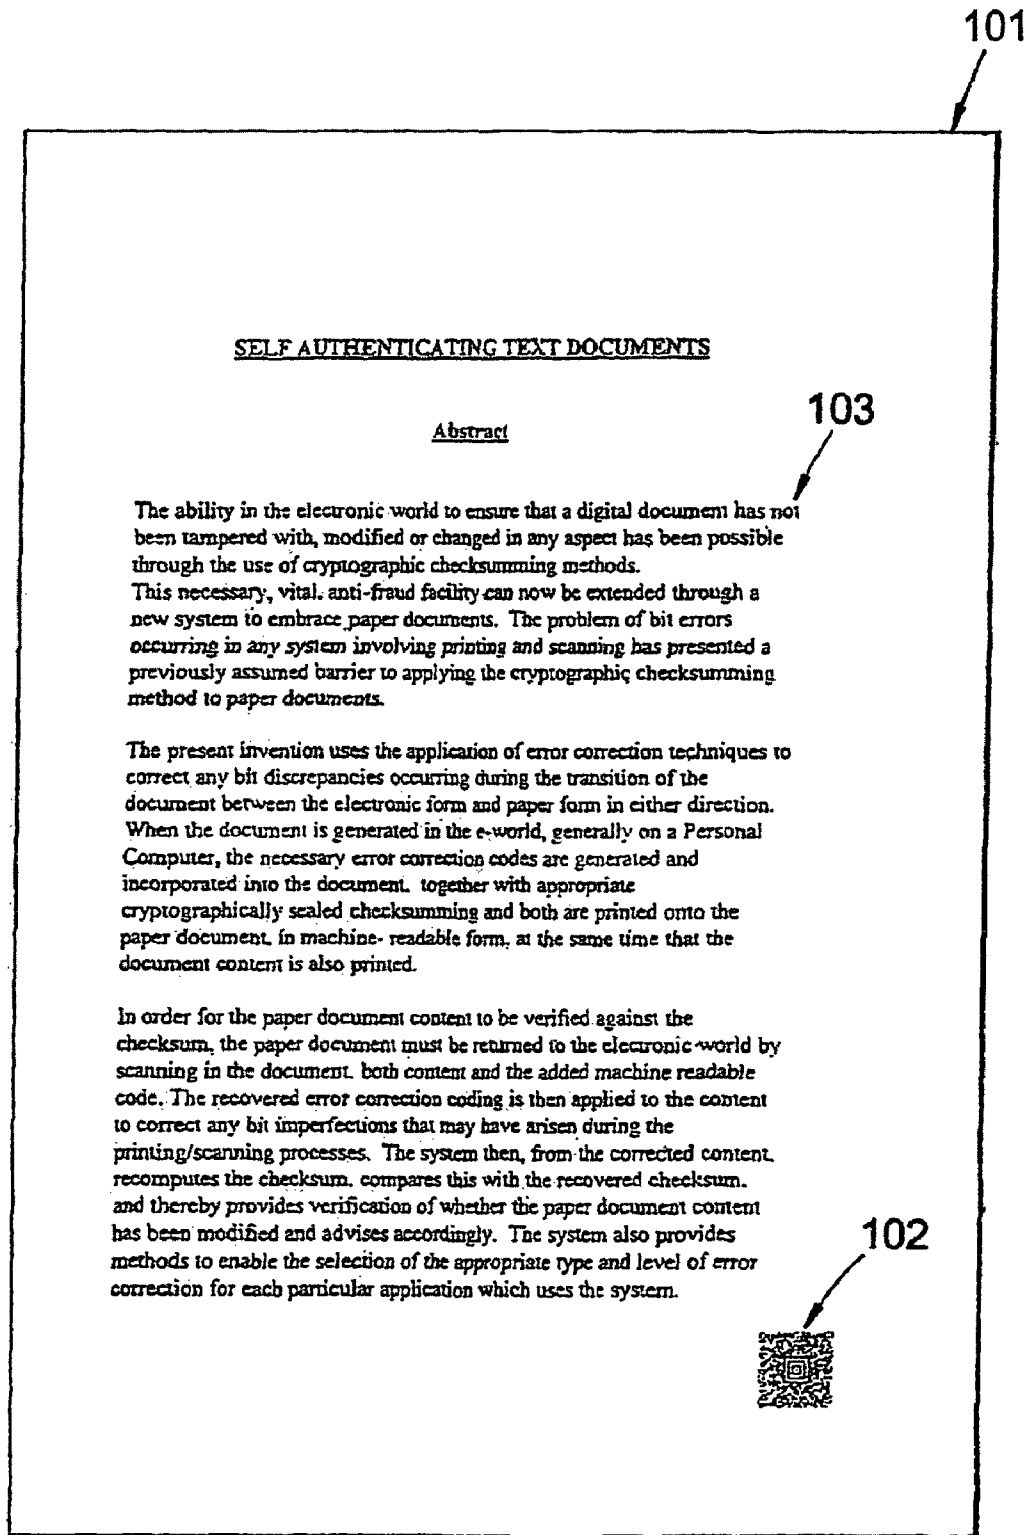 101
SELF AUTHENTICATING TEXT DOCUMENTS
103
Abstract
The ability in the electronic world to ensure that a digital document has not
been tampered with, modified or changed in any aspect has been possible
through the use of cryptographic checksumming methods.
This necessary, vital. anti-fraud facility can now be extended through a
new system to embrace paper documents. The problem of bit errors
occurring in any system involving printing and scanning has presented a
previously assumed barrier to applying the cryptographic checksumming
method to paper documents.
The present invention uses the application of error correction techniques to
correct any bit discrepancies occurring during the transition of the
document between the electronic form and paper form in either direction.
When the document is generated in the e-world, generally on a Personal
Computer, the necessary error correction codes are generated and
incorporated into the document. together with appropriate
cryptographically sealed checksumming and both are printed onto the
paper document. in machine- readable form. at the same time that the
document content is also printed.
In order for the paper document content to be verified against the
checksum, the paper document must be returned to the electronic-world by
scanning in the document. both content and the added machine readable
code. The recovered error correction coding is then applied to the content
to correct any bit imperfections that may have arisen during the
printing/scanning processes. The system then, from the corrected content.
recomputes the checksum. compares this with the recovered checksum.
and thereby provides verification of whether the paper document content
has been modified and advises accordingly. The system also provides
methods to enable the selection of the appropriate type and level of error
correction for each particular application which uses the system.
102